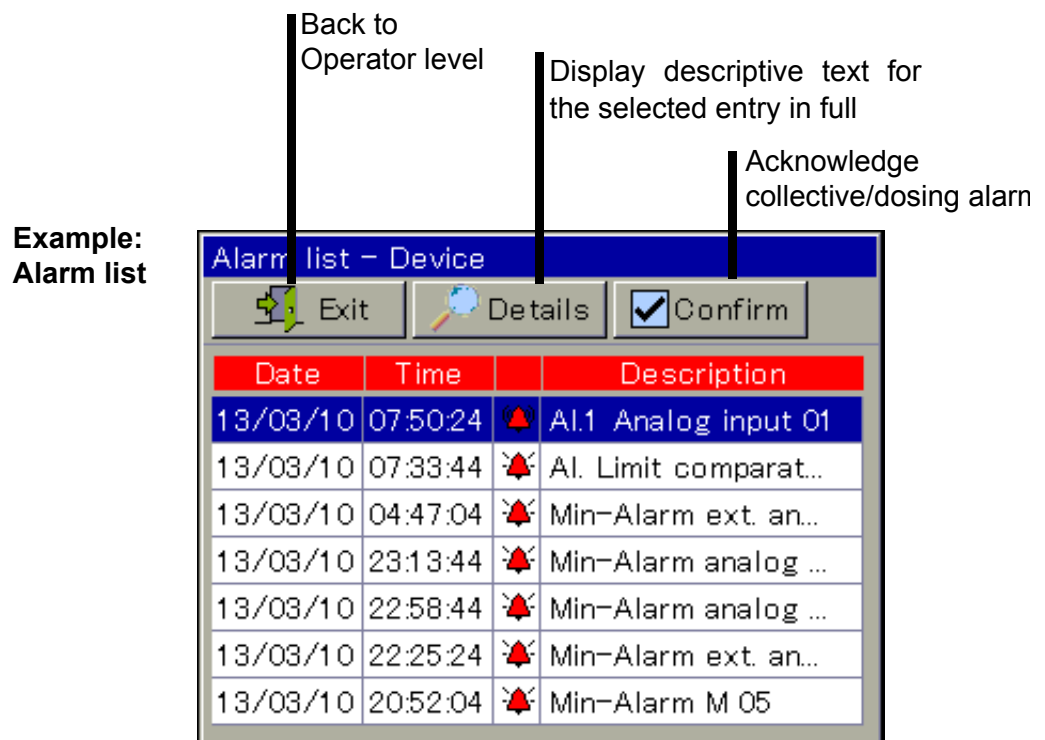 Back to
Operator level
Display descriptive text for
the selected entry in full
Acknowledge
collective/dosing alarm
Example:
Alarm list
Alarm list - Device
Exit Details Confirm
Date Time Description
13/03/10 07:50:24 Al.1 Analog input 01
13/03/10 07:33:44 Al. Limit comparat...
13/03/10 04:47:04 Min-Alarm ext. an...
13/03/10 23:13:44 Min-Alarm analog ...
13/03/10 22:58:44 Min-Alarm analog ...
13/03/10 22:25:24 Min-Alarm ext. an...
13/03/10 20:52:04 Min-Alarm M 05